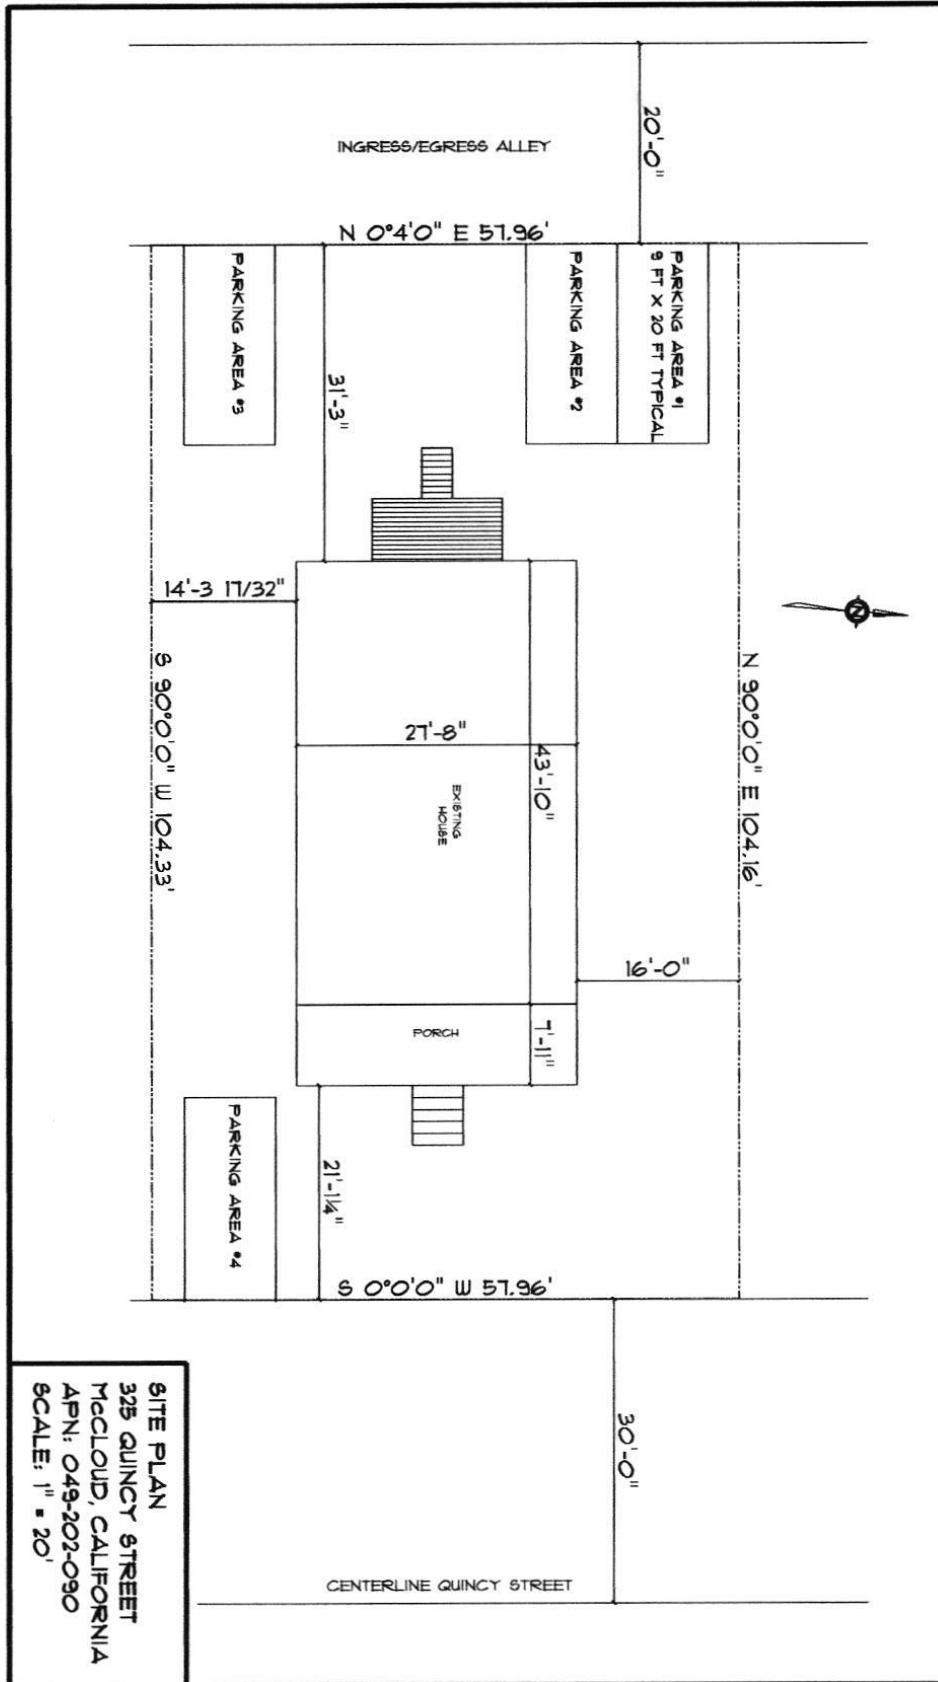 20'-0"
INGRESS/EGRESS ALLEY
N 0°4'0" E 57.96'
PARKING AREA #3
31'-3"
PARKING AREA #2
PARKING AREA #1
9 FT X 20 FT TYPICAL
14'-3 17/32"
N
S 90°0'0" W 104.33'
27'-8"
43'-10"
EXISTING
HOUSE
N 90°0'0" E 104.16'
16'-0"
PORCH
7'-11"
PARKING AREA #4
21'-1¼"
S 0°0'0" W 57.96'
30'-0"
CENTERLINE QUINCY STREET
SITE PLAN
325 QUINCY STREET
McCLOUD, CALIFORNIA
APN: 049-202-090
SCALE: 1" = 20'